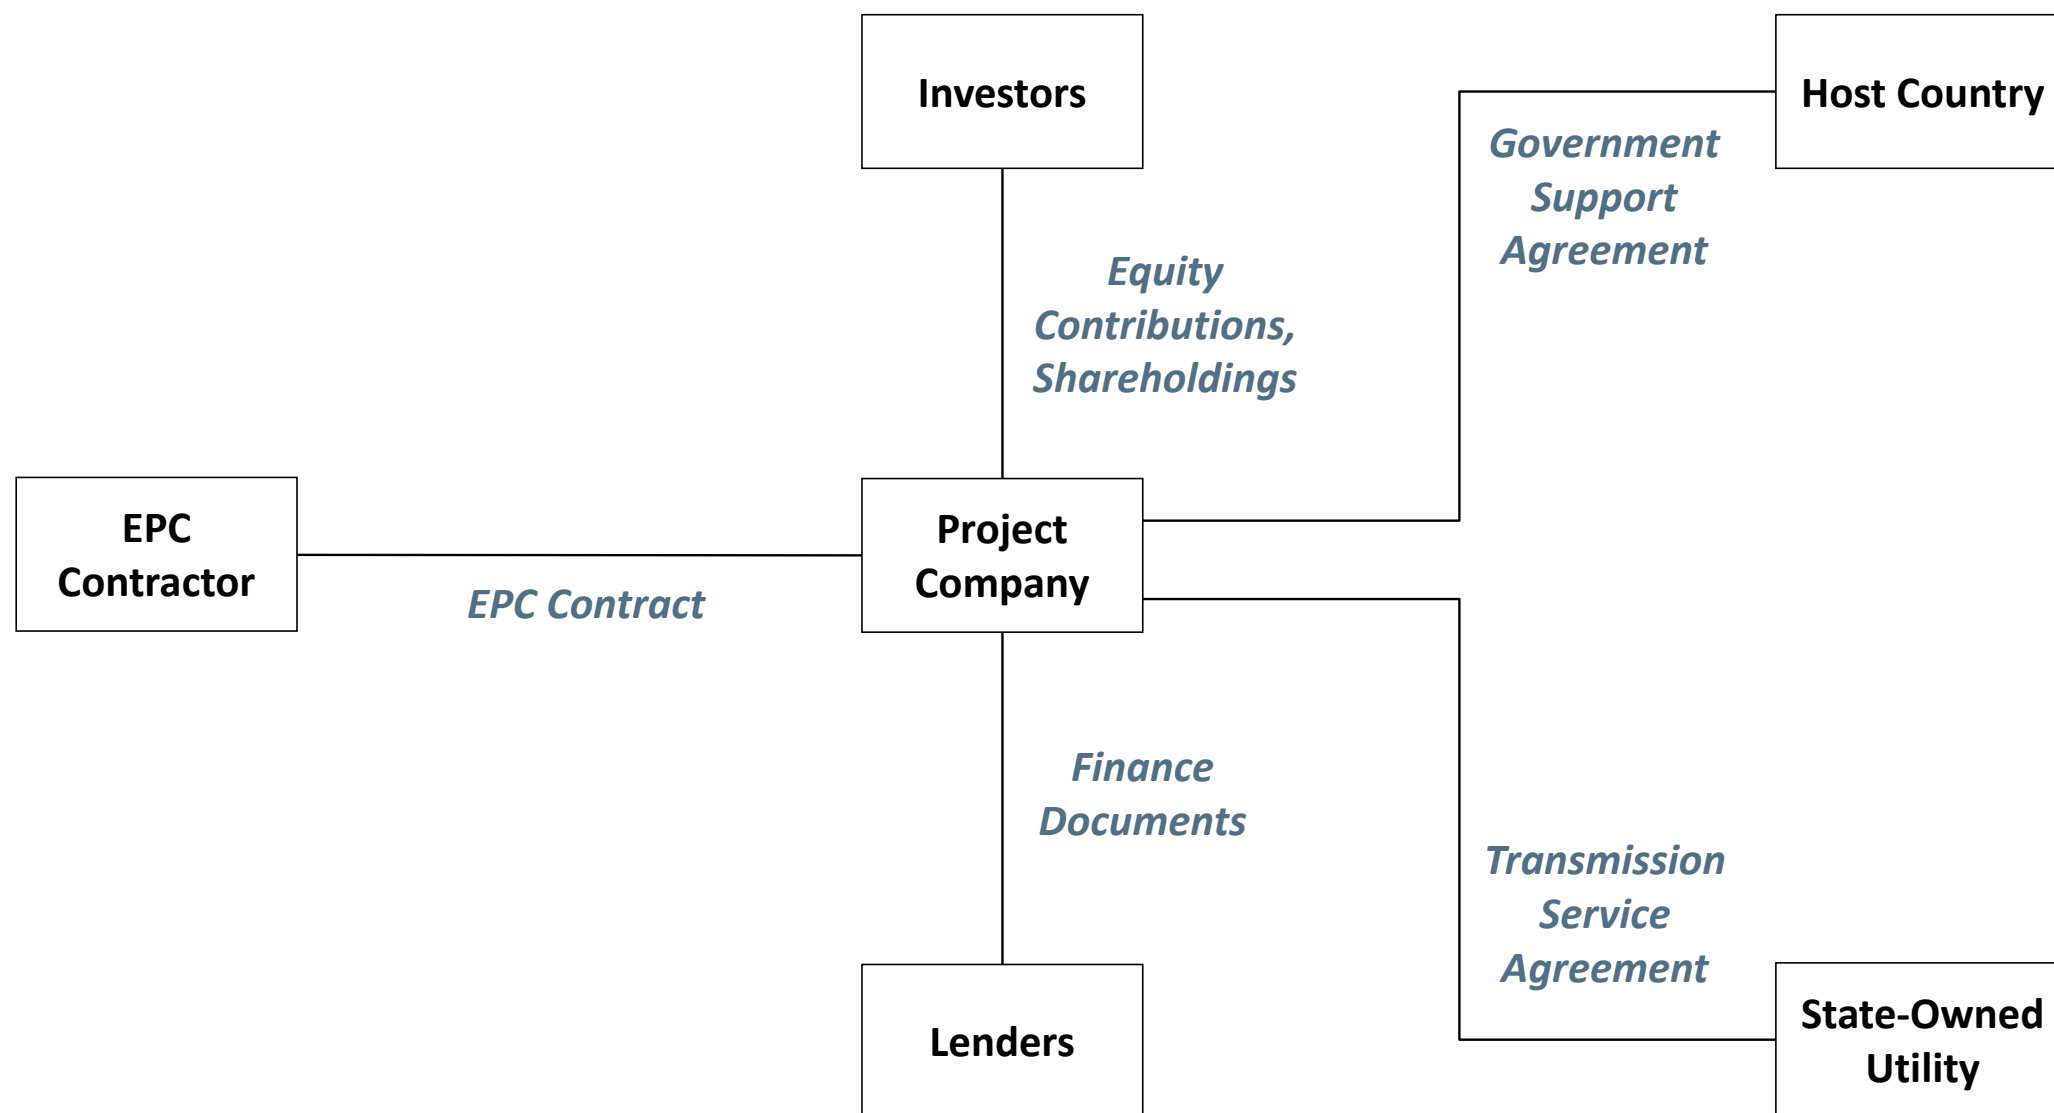 Investors
Host Country
Government
Support
Agreement
Equity
Contributions,
Shareholdings
EPC
Contractor
EPC Contract
Project
Company
Finance
Documents
Transmission
Service
Agreement
Lenders
State-Owned
Utility